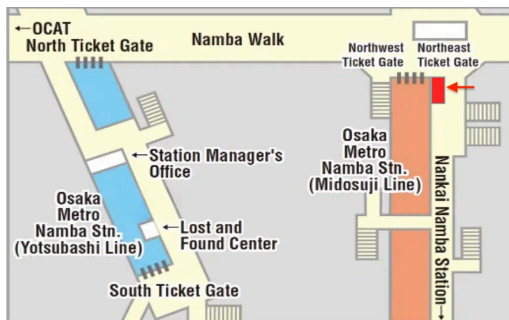 ←OCAT
North Ticket Gate
Namba Walk
Northwest
Ticket Gate
Northeast
Ticket Gate
←Station Manager's
Office
Osaka
Metro
Namba Stn.
(Yotsubashi Line)
←Lost and
Found Center
South Ticket Gate
Osaka
Metro
Namba Stn.
(Midosuji Line)
Nankai Namba Station→